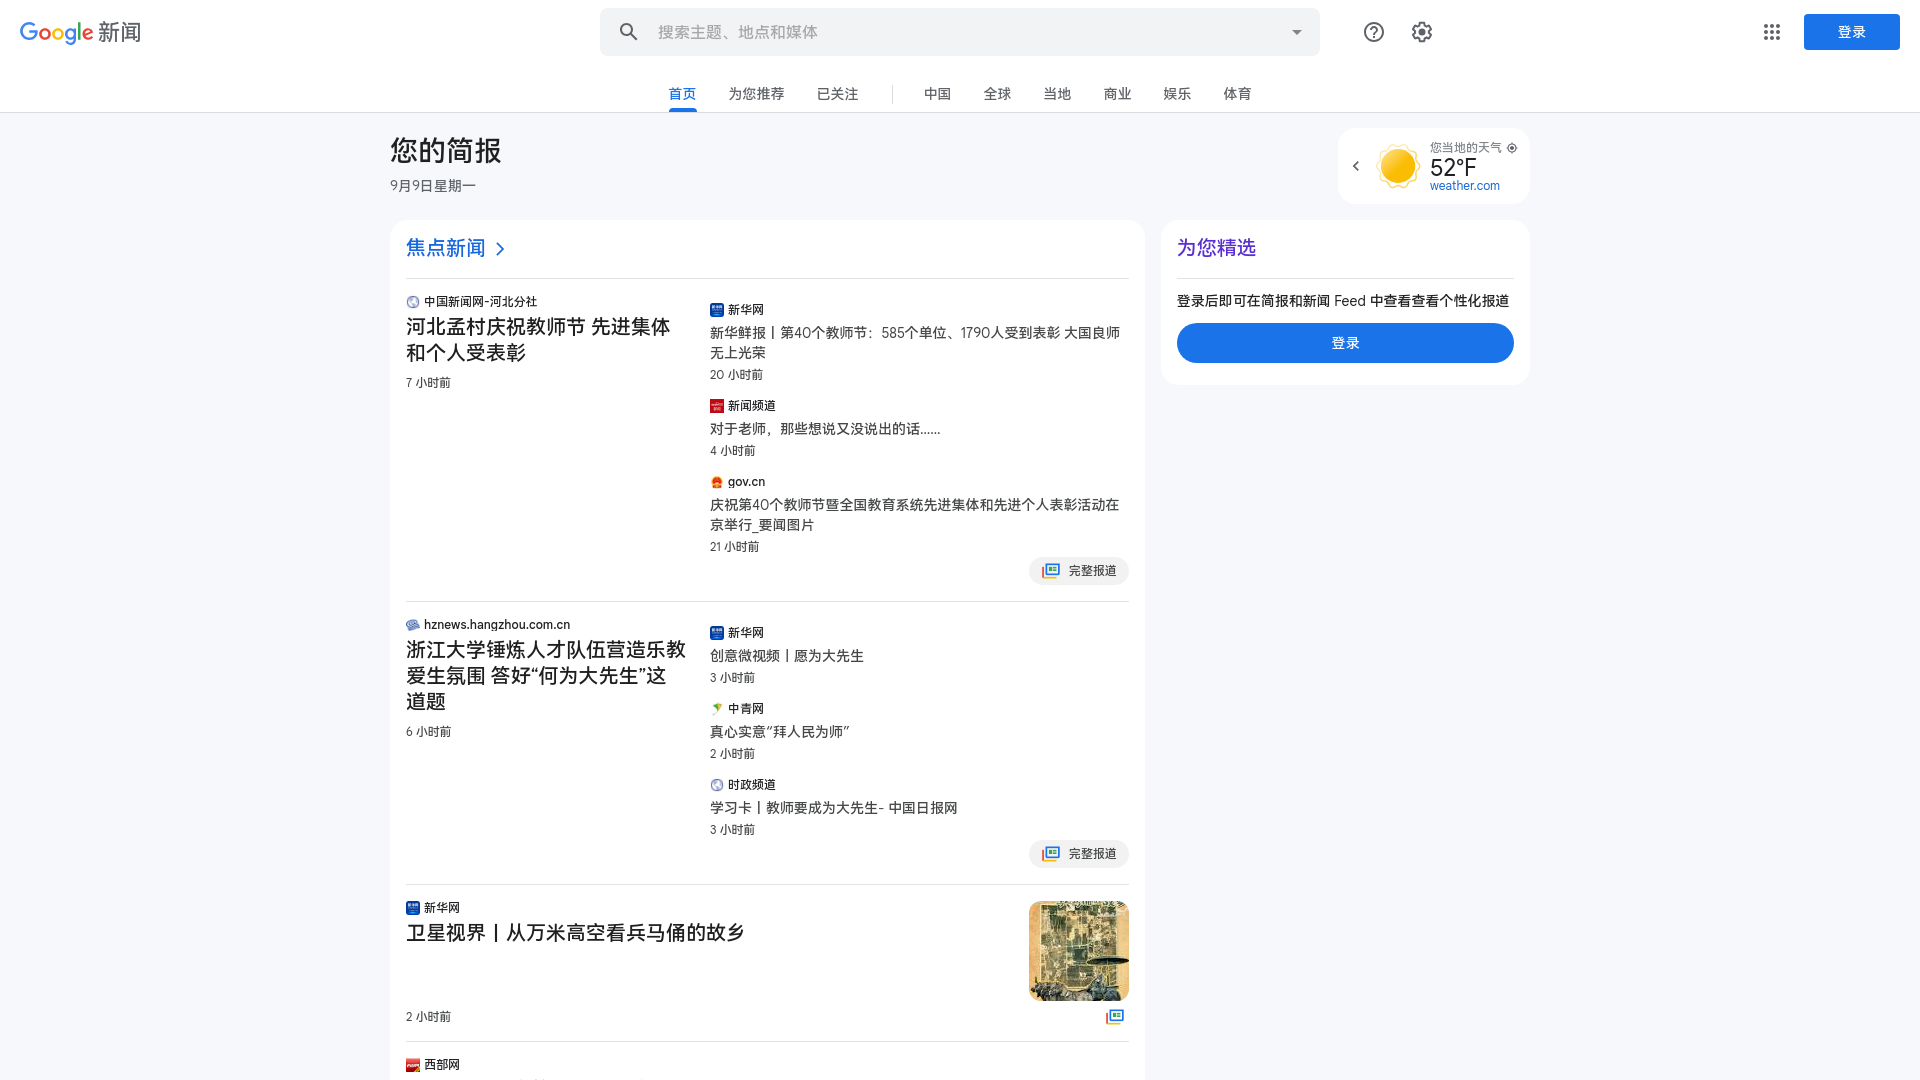 Google 新闻
搜索主题、地点和媒体
登录
首页
为您推荐
已关注
中国
全球
当地
商业
娱乐
体育
您的简报
9月9日星期一
您当地的天气
52°F
weather.com
焦点新闻
中国新闻网-河北分社
河北孟村庆祝教师节 先进集体
和个人受表彰
7 小时前
新华网
新华鲜报丨第40个教师节：585个单位、1790人受到表彰 大国良师
无上光荣
20 小时前
新闻频道
对于老师，那些想说又没说出的话……
4 小时前
gov.cn
庆祝第40个教师节暨全国教育系统先进集体和先进个人表彰活动在
京举行_要闻图片
21 小时前
完整报道
hznews.hangzhou.com.cn
浙江大学锤炼人才队伍营造乐教
爱生氛围 答好“何为大先生”这
道题
6 小时前
新华网
创意微视频丨愿为大先生
3 小时前
中青网
真心实意“拜人民为师”
2 小时前
时政频道
学习卡丨教师要成为大先生- 中国日报网
3 小时前
完整报道
新华网
卫星视界丨从万米高空看兵马俑的故乡
2 小时前
西部网
为您精选
登录后即可在简报和新闻 Feed 中查看查看个性化报道
登录